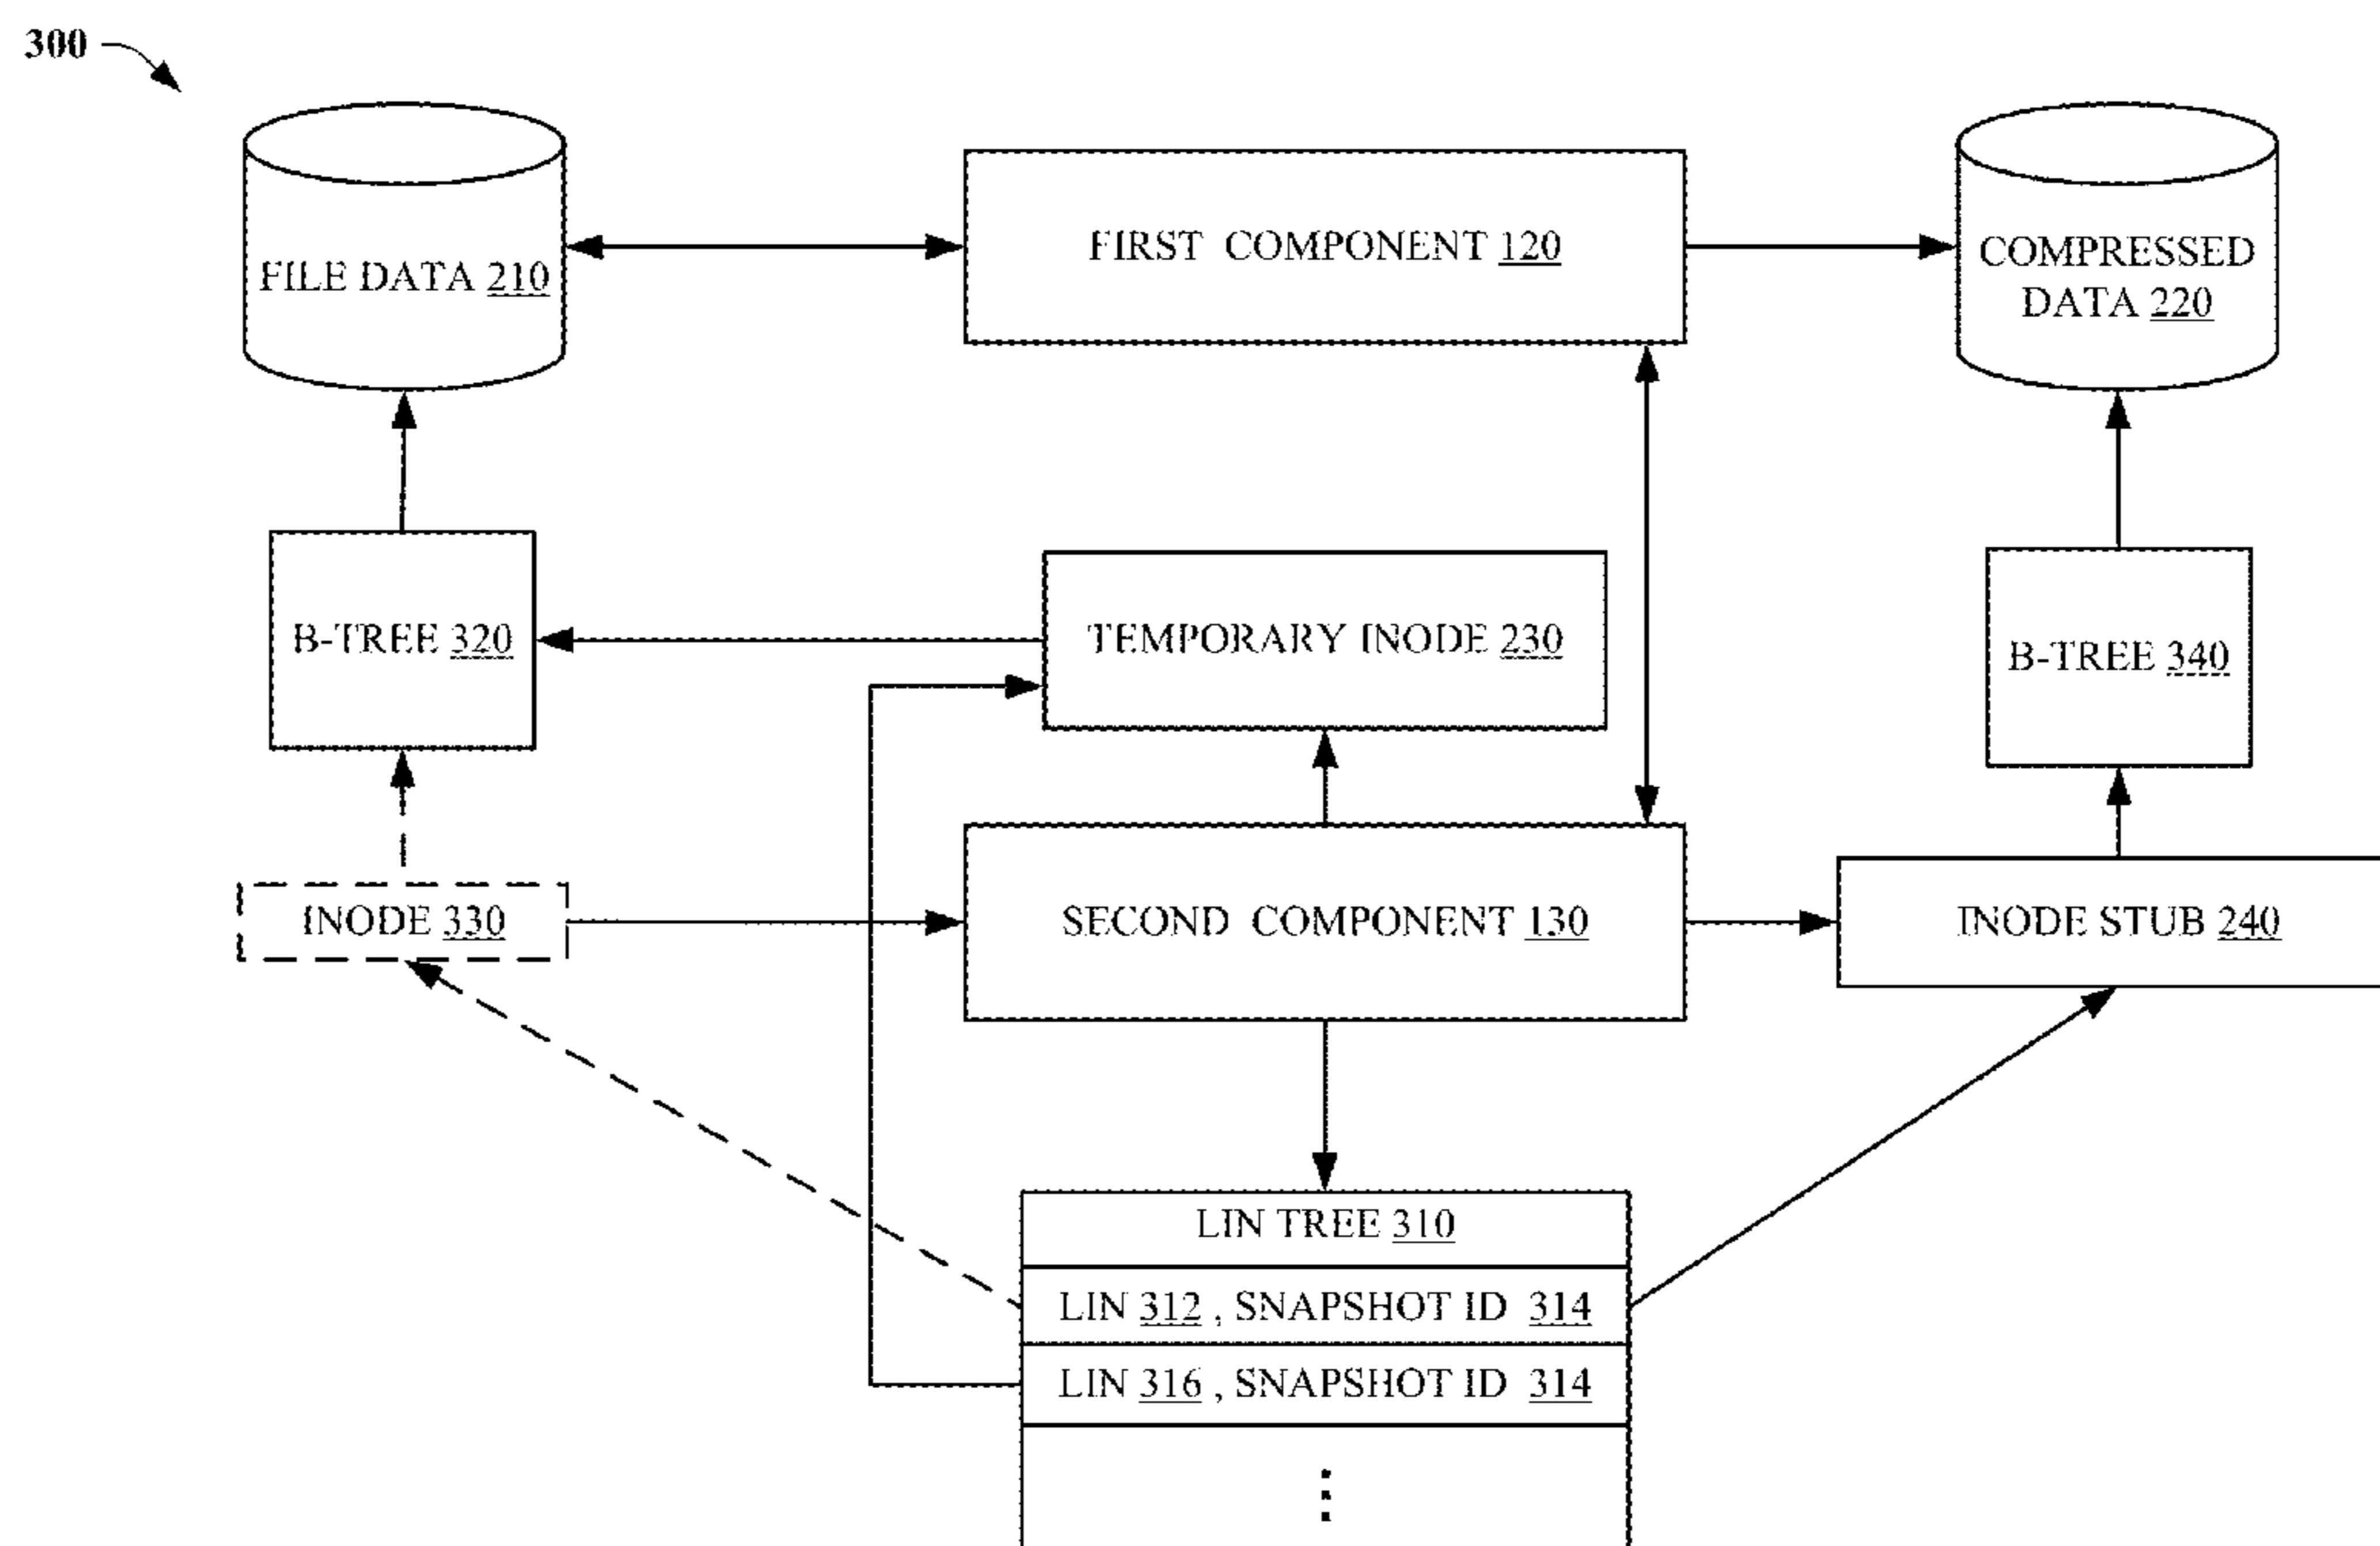 300
FILE DATA 210
FIRST COMPONENT 120
COMPRESSED
DATA 220
B-TREE 320
TEMPORARY INODE 230
B-TREE 340
INODE 330
SECOND COMPONENT 130
INODE STUB 240
LIN TREE 310
LIN 312 , SNAPSHOT ID 314
LIN 316 , SNAPSHOT ID 314